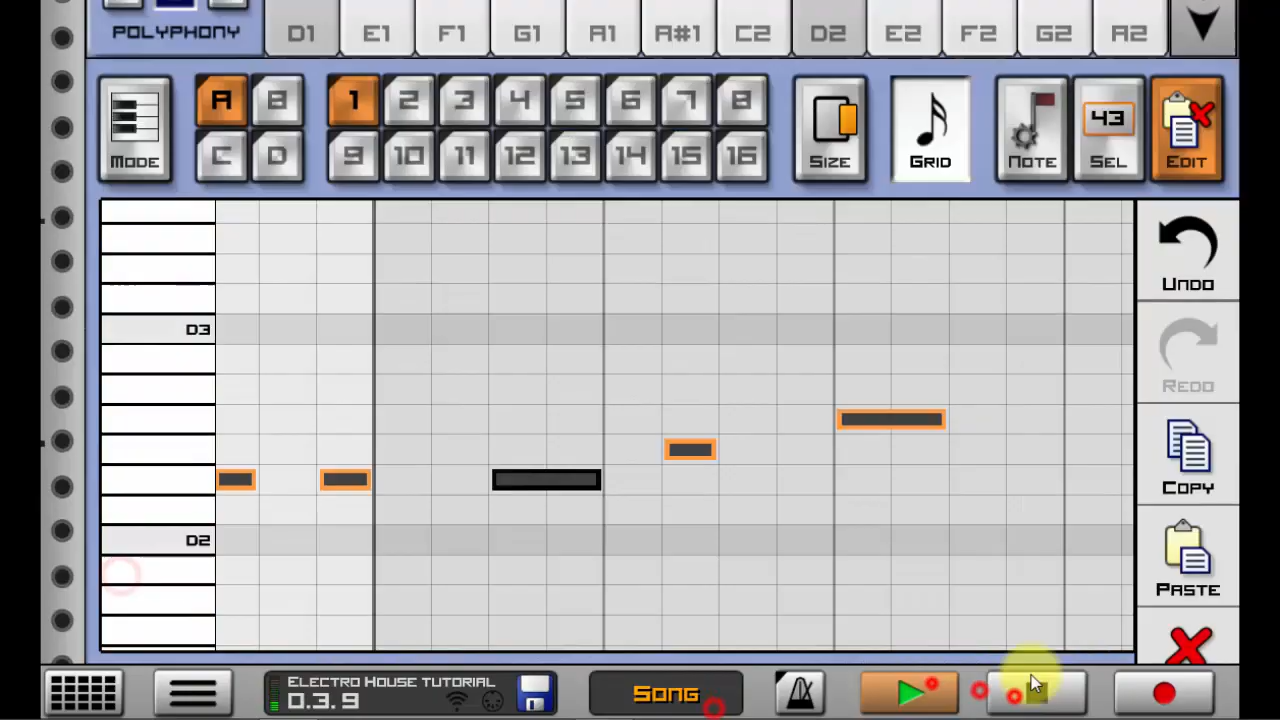 POLYPHONY D1 E1 F1 G1 A1 A#1 C2 D2 E2 F2 G2 A2
MODE A B 1 2 3 4 5 6 7 8 SIZE GRID NOTE 43 SEL EDIT
C D 9 10 11 12 13 14 15 16
D3
D2
UNDO
REDO
COPY
PASTE
ELECTRO HOUSE TUTORIAL
0.3.9
SONG